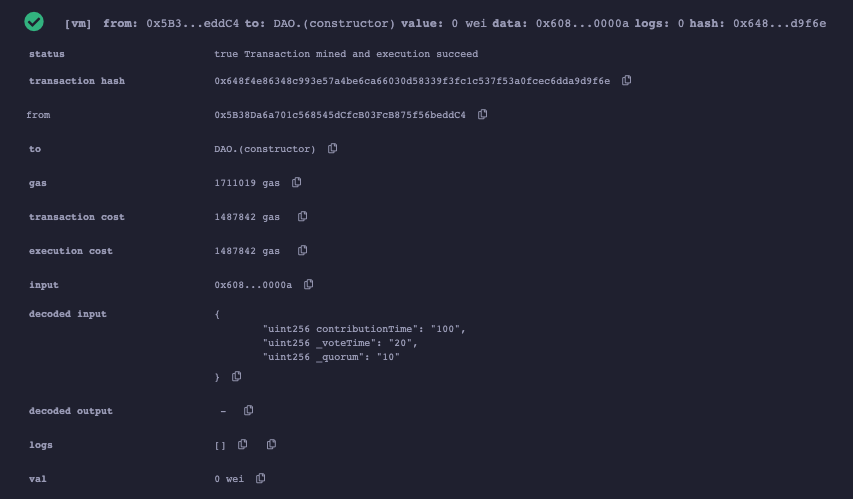 [vm] from: 0x5B3...eddC4 to: DAO.(constructor) value: 0 wei data: 0x608...0000a logs: 0 hash: 0x648...d9f6e
status true Transaction mined and execution succeed
transaction hash 0x648f4e86348c993e57a4be6ca66030d58339f3fc1c537f53a0fcec6dda9d9f6e
from 0x5B38Da6a701c568545dCfcB03FcB875f56beddC4
to DAO.(constructor)
gas 1711019 gas
transaction cost 1487842 gas
execution cost 1487842 gas
input 0x608...0000a
decoded input {
"uint256 contributionTime": "100",
"uint256 _voteTime": "20",
"uint256 _quorum": "10"
}
decoded output -
logs []
val 0 wei